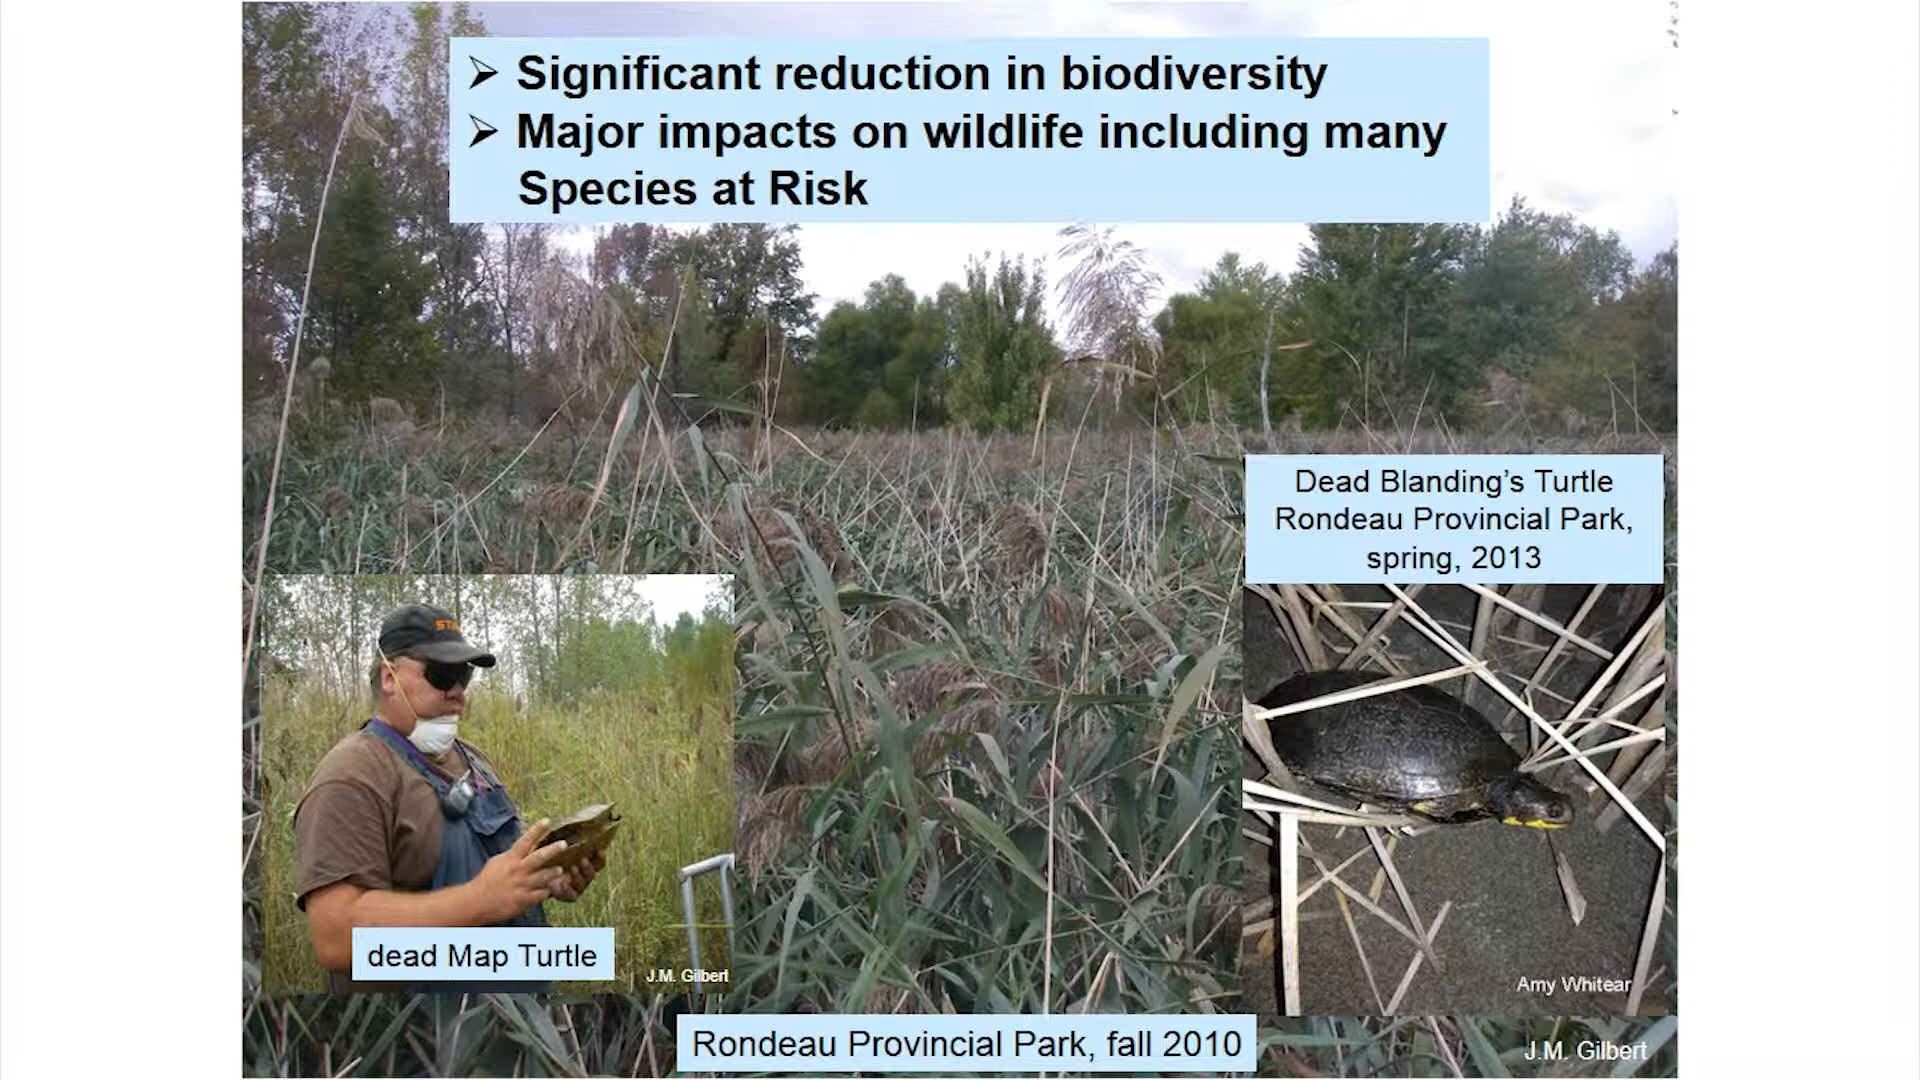 ➢ Significant reduction in biodiversity
➢ Major impacts on wildlife including many
Species at Risk
Dead Blanding's Turtle
Rondeau Provincial Park,
spring, 2013
dead Map Turtle
J.M. Gilbert
Amy Whitear
Rondeau Provincial Park, fall 2010
J.M. Gilbert